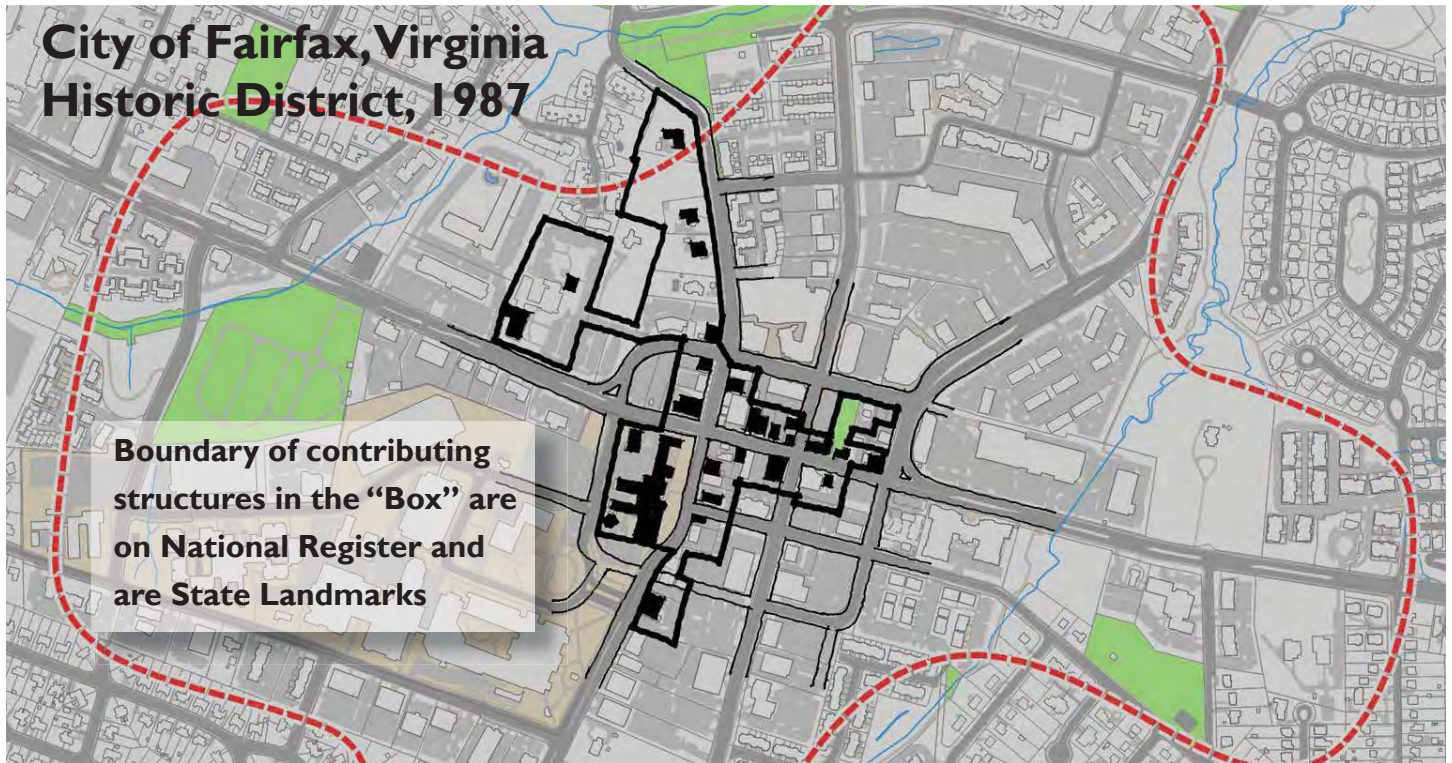 City of Fairfax, Virginia
Historic District, 1987
Boundary of contributing
structures in the “Box” are
on National Register and
are State Landmarks